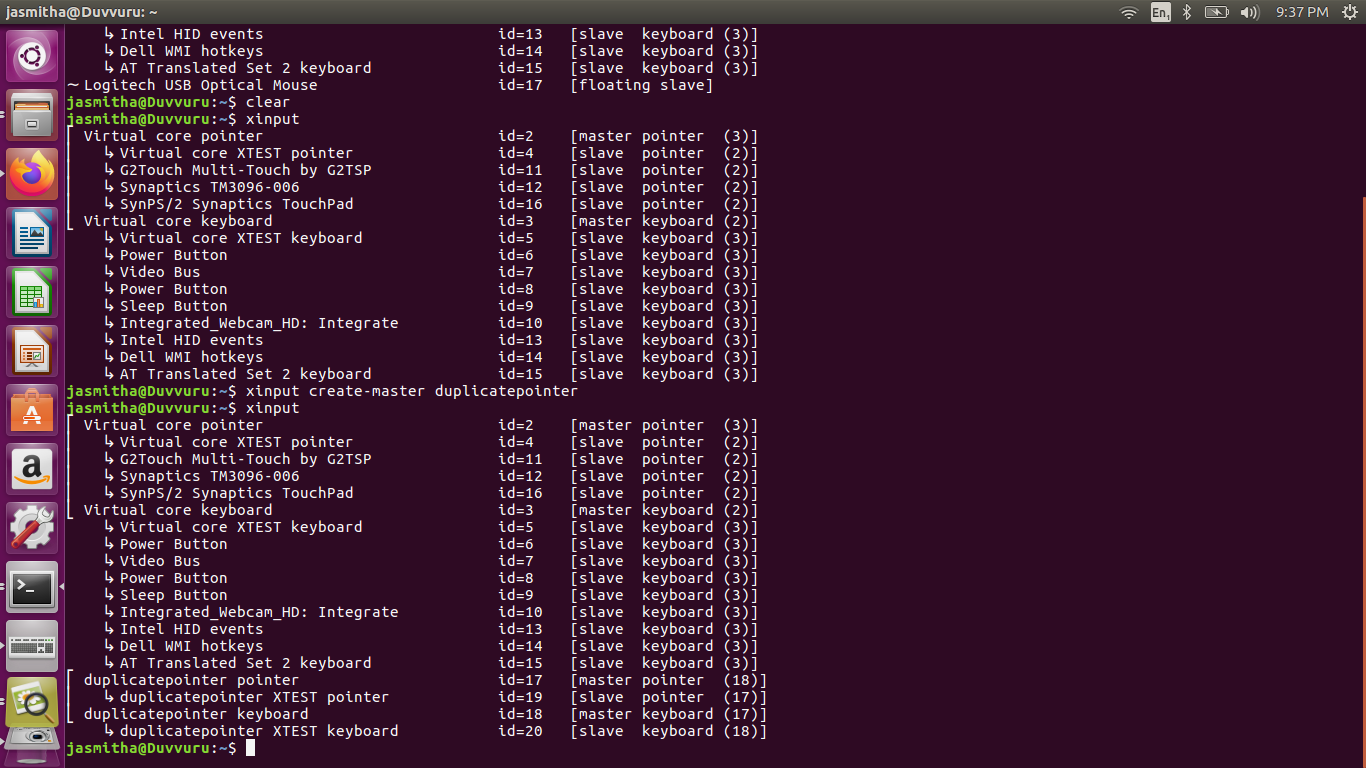 jasmitha@Duvvuru: ~
En₁ 9:37 PM
↳ Intel HID events id=13 [slave  keyboard (3)]
↳ Dell WMI hotkeys id=14 [slave  keyboard (3)]
↳ AT Translated Set 2 keyboard id=15 [slave  keyboard (3)]
~ Logitech USB Optical Mouse id=17 [floating slave]
jasmitha@Duvvuru:~$ clear
jasmitha@Duvvuru:~$ xinput
⎡ Virtual core pointer id=2 [master pointer  (3)]
⎜ ↳ Virtual core XTEST pointer id=4 [slave  pointer  (2)]
⎜ ↳ G2Touch Multi-Touch by G2TSP id=11 [slave  pointer  (2)]
⎜ ↳ Synaptics TM3096-006 id=12 [slave  pointer  (2)]
⎜ ↳ SynPS/2 Synaptics TouchPad id=16 [slave  pointer  (2)]
⎣ Virtual core keyboard id=3 [master keyboard (2)]
↳ Virtual core XTEST keyboard id=5 [slave  keyboard (3)]
↳ Power Button id=6 [slave  keyboard (3)]
↳ Video Bus id=7 [slave  keyboard (3)]
↳ Power Button id=8 [slave  keyboard (3)]
↳ Sleep Button id=9 [slave  keyboard (3)]
↳ Integrated_Webcam_HD: Integrate id=10 [slave  keyboard (3)]
↳ Intel HID events id=13 [slave  keyboard (3)]
↳ Dell WMI hotkeys id=14 [slave  keyboard (3)]
↳ AT Translated Set 2 keyboard id=15 [slave  keyboard (3)]
jasmitha@Duvvuru:~$ xinput create-master duplicatepointer
jasmitha@Duvvuru:~$ xinput
⎡ Virtual core pointer id=2 [master pointer  (3)]
⎜ ↳ Virtual core XTEST pointer id=4 [slave  pointer  (2)]
⎜ ↳ G2Touch Multi-Touch by G2TSP id=11 [slave  pointer  (2)]
⎜ ↳ Synaptics TM3096-006 id=12 [slave  pointer  (2)]
⎜ ↳ SynPS/2 Synaptics TouchPad id=16 [slave  pointer  (2)]
⎣ Virtual core keyboard id=3 [master keyboard (2)]
↳ Virtual core XTEST keyboard id=5 [slave  keyboard (3)]
↳ Power Button id=6 [slave  keyboard (3)]
↳ Video Bus id=7 [slave  keyboard (3)]
↳ Power Button id=8 [slave  keyboard (3)]
↳ Sleep Button id=9 [slave  keyboard (3)]
↳ Integrated_Webcam_HD: Integrate id=10 [slave  keyboard (3)]
↳ Intel HID events id=13 [slave  keyboard (3)]
↳ Dell WMI hotkeys id=14 [slave  keyboard (3)]
↳ AT Translated Set 2 keyboard id=15 [slave  keyboard (3)]
⎡ duplicatepointer pointer id=17 [master pointer  (18)]
⎜ ↳ duplicatepointer XTEST pointer id=19 [slave  pointer  (17)]
⎣ duplicatepointer keyboard id=18 [master keyboard (17)]
↳ duplicatepointer XTEST keyboard id=20 [slave  keyboard (18)]
jasmitha@Duvvuru:~$